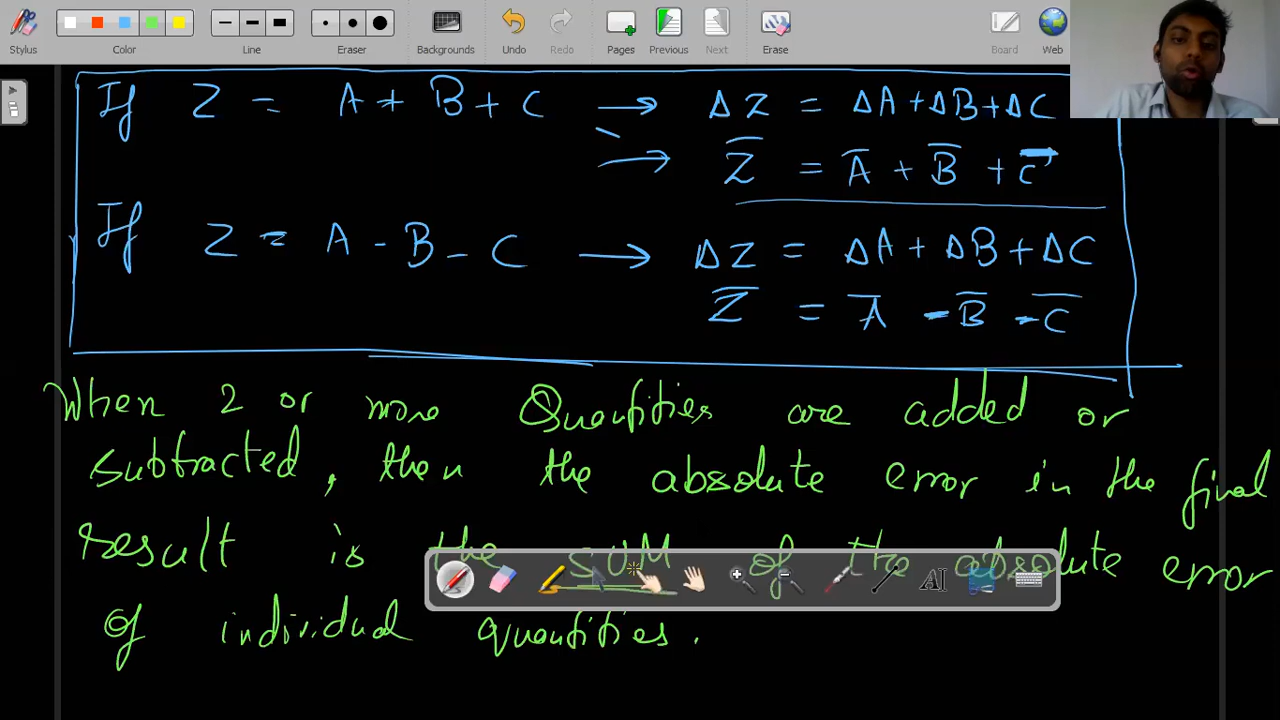 Stylus Color Line Eraser Backgrounds Undo Redo Pages Previous Next Erase Board Web
If Z = A + B + C → ΔZ = ΔA + ΔB + ΔC
→ Z̅ = A̅ + B̅ + C̅
If Z = A - B - C → ΔZ = ΔA + ΔB + ΔC
Z̅ = A̅ - B̅ - C̅
When 2 or more Quantities are added or
subtracted, then the absolute error in the final
result is the SUM of the absolute error
of individual quantities.
AI